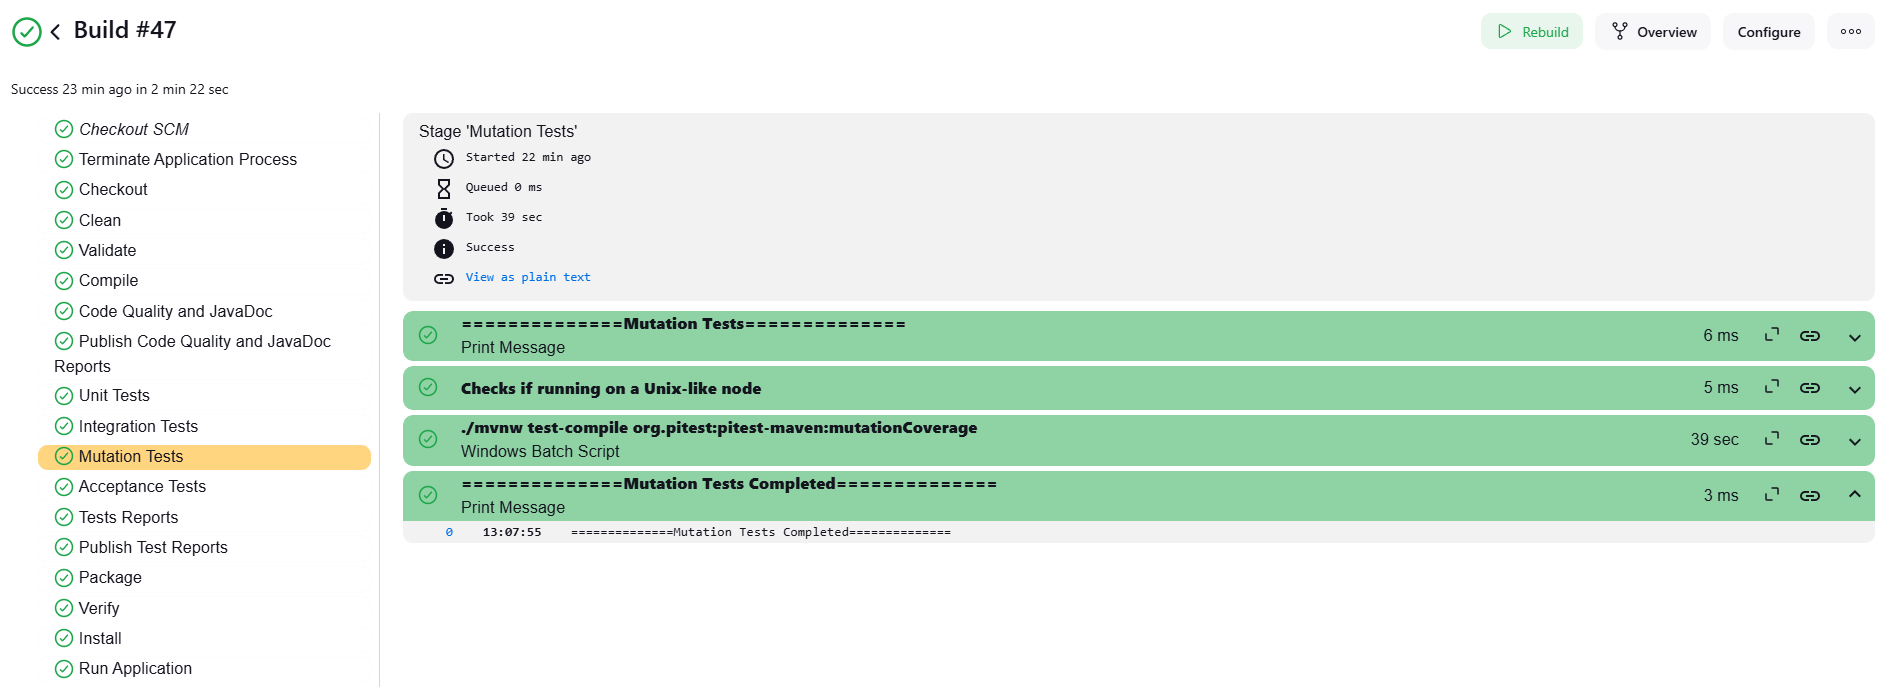 Build #47
Rebuild
Overview
Configure
Success 23 min ago in 2 min 22 sec
Checkout SCM
Terminate Application Process
Checkout
Clean
Validate
Compile
Code Quality and JavaDoc
Publish Code Quality and JavaDoc
Reports
Unit Tests
Integration Tests
Mutation Tests
Acceptance Tests
Tests Reports
Publish Test Reports
Package
Verify
Install
Run Application
Stage 'Mutation Tests'
Started 22 min ago
Queued 0 ms
Took 39 sec
Success
View as plain text
==============Mutation Tests==============
Print Message
6 ms
Checks if running on a Unix-like node
5 ms
./mvnw test-compile org.pitest:pitest-maven:mutationCoverage
Windows Batch Script
39 sec
==============Mutation Tests Completed==============
Print Message
3 ms
0 13:07:55 ==============Mutation Tests Completed==============